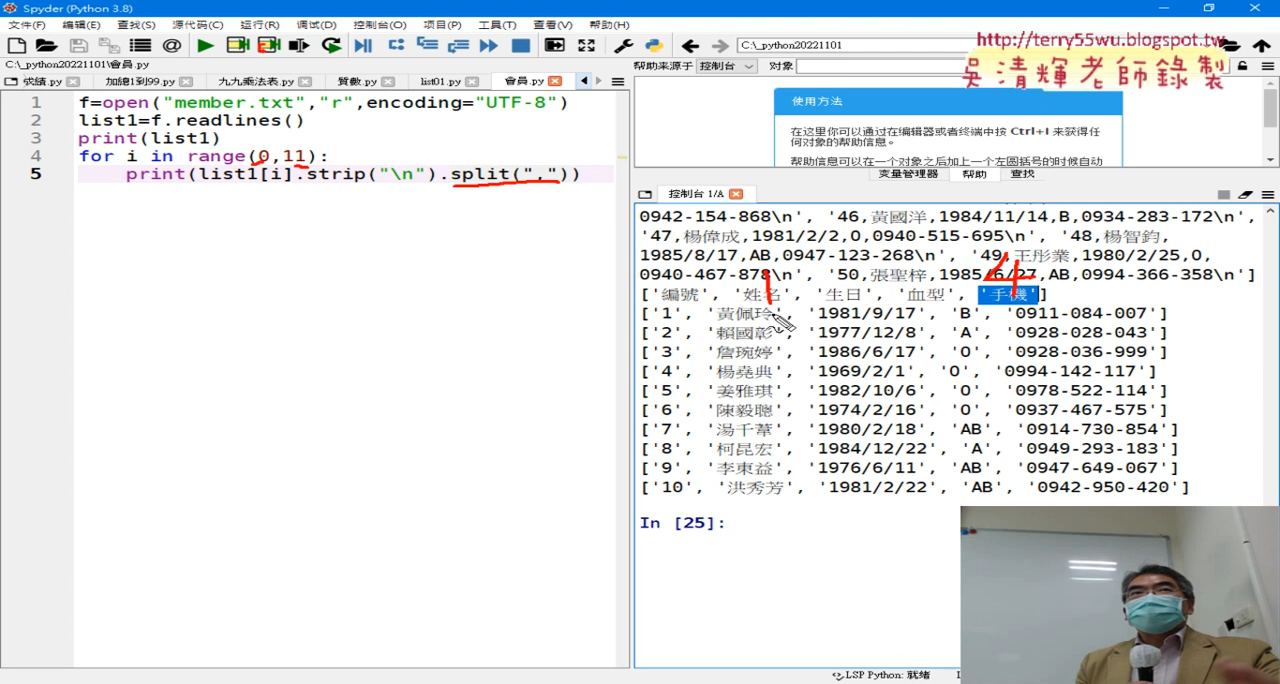 Spyder (Python 3.8)
文件(F) 编辑(E) 查找(S) 源代码(C) 运行(R) 调试(D) 控制台(O) 项目(P) 工具(T) 查看(V) 帮助(H)
C:\_python20221101
http://terry55wu.blogspot.tw
吳清輝老師錄製
C:\_python20221101\會員.py
帮助来源于 控制台 对象
成績.py 加總1到99.py 九九乘法表.py 質數.py list01.py 會員.py
1 f=open("member.txt","r",encoding="UTF-8")
2 list1=f.readlines()
3 print(list1)
4 for i in range(0,11):
5 print(list1[i].strip("\n").split(","))
使用方法
在这里你可以通过在编辑器或者终端中按 Ctrl+I 来获得任
何对象的帮助信息。
帮助信息可以在一个对象之后加上一个左圆括号的时候自动
变量管理器 帮助 查找
控制台 1/A
0942-154-868\n', '46,黃國洋,1984/11/14,B,0934-283-172\n',
'47,楊偉成,1981/2/2,O,0940-515-695\n', '48,楊智鈞,
1985/8/17,AB,0947-123-268\n', '49,王彤業,1980/2/25,O,
0940-467-878\n', '50,張聖梓,1985/6/27,AB,0994-366-358\n']
1 4
['編號', '姓名', '生日', '血型', '手機']
['1', '黃佩玲', '1981/9/17', 'B', '0911-084-007']
['2', '賴國彰', '1977/12/8', 'A', '0928-028-043']
['3', '詹琬婷', '1986/6/17', 'O', '0928-036-999']
['4', '楊堯典', '1969/2/1', 'O', '0994-142-117']
['5', '姜雅琪', '1982/10/6', 'O', '0978-522-114']
['6', '陳毅聰', '1974/2/16', 'O', '0937-467-575']
['7', '湯千葦', '1980/2/18', 'AB', '0914-730-854']
['8', '柯昆宏', '1984/12/22', 'A', '0949-293-183']
['9', '李東益', '1976/6/11', 'AB', '0947-649-067']
['10', '洪秀芳', '1981/2/22', 'AB', '0942-950-420']
In [25]:
LSP Python: 就绪